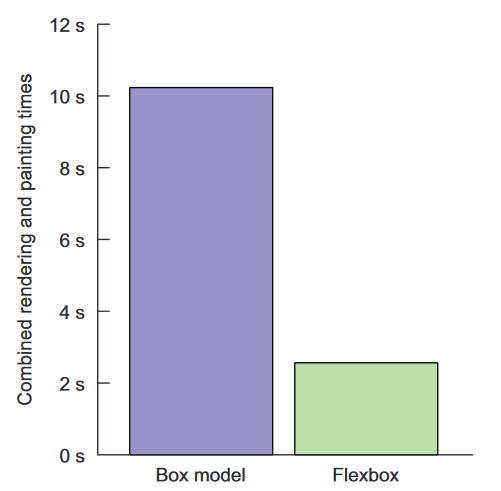 12 s
10 s
8 s
6 s
4 s
2 s
0 s
Combined rendering and painting times
Box model
Flexbox